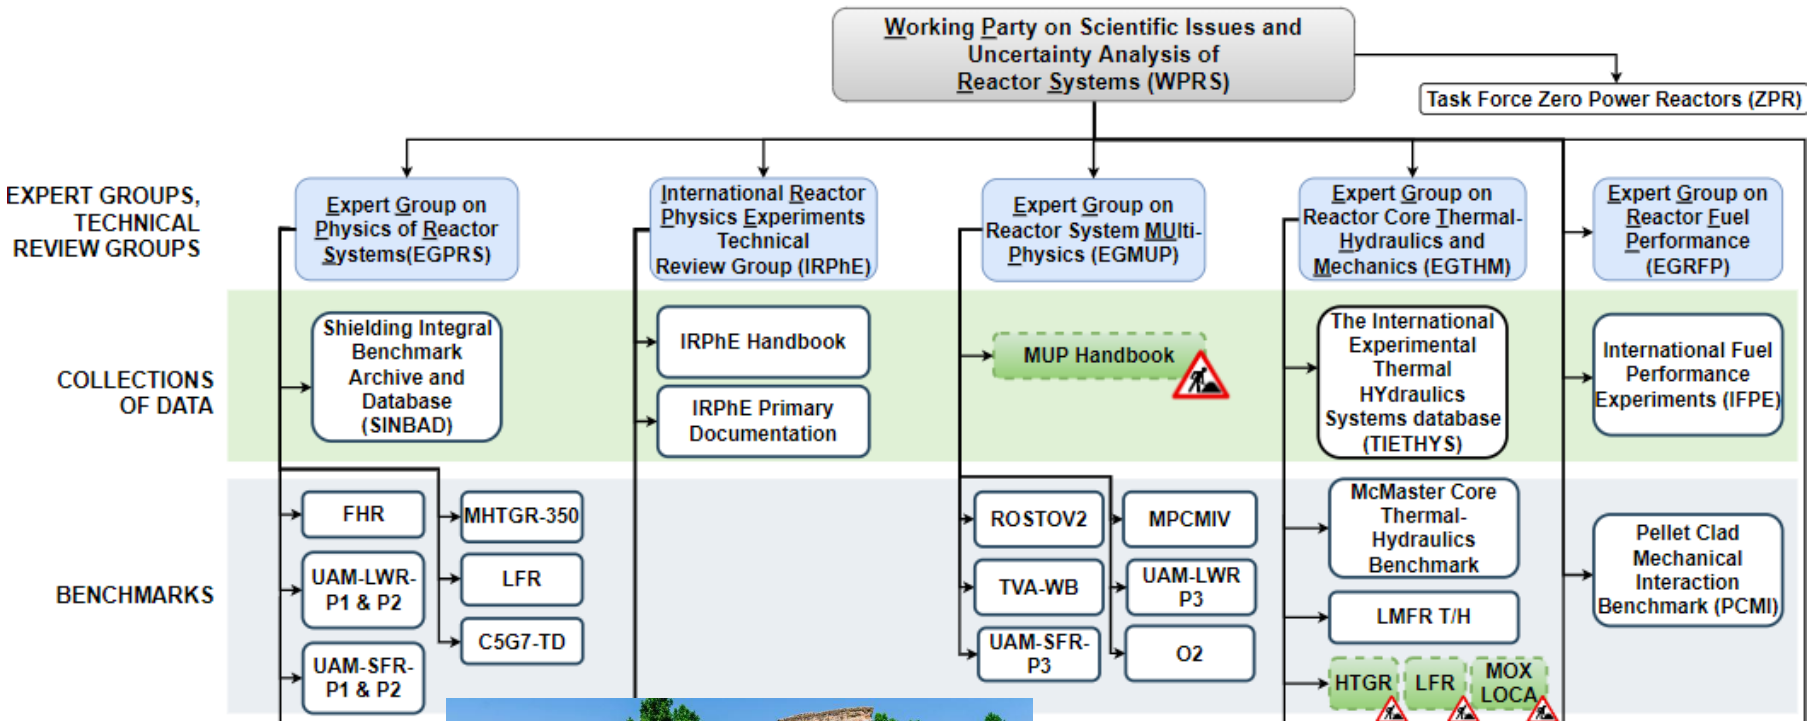 Working Party on Scientific Issues and
Uncertainty Analysis of
Reactor Systems (WPRS)
Task Force Zero Power Reactors (ZPR)
EXPERT GROUPS,
TECHNICAL
REVIEW GROUPS
Expert Group on
Physics of Reactor
Systems(EGPRS)
International Reactor
Physics Experiments
Technical
Review Group (IRPhE)
Expert Group on
Reactor System MUlti-
Physics (EGMUP)
Expert Group on
Reactor Core Thermal-
Hydraulics and
Mechanics (EGTHM)
Expert Group on
Reactor Fuel
Performance
(EGRFP)
COLLECTIONS
OF DATA
Shielding Integral
Benchmark
Archive and
Database
(SINBAD)
IRPhE Handbook
IRPhE Primary
Documentation
MUP Handbook
The International
Experimental
Thermal
HYdraulics
Systems database
(TIETHYS)
International Fuel
Performance
Experiments (IFPE)
BENCHMARKS
FHR
UAM-LWR-
P1 & P2
UAM-SFR-
P1 & P2
MHTGR-350
LFR
C5G7-TD
ROSTOV2
TVA-WB
UAM-SFR-
P3
MPCMIV
UAM-LWR
P3
O2
McMaster Core
Thermal-
Hydraulics
Benchmark
LMFR T/H
HTGR
LFR
MOX
LOCA
Pellet Clad
Mechanical
Interaction
Benchmark (PCMI)